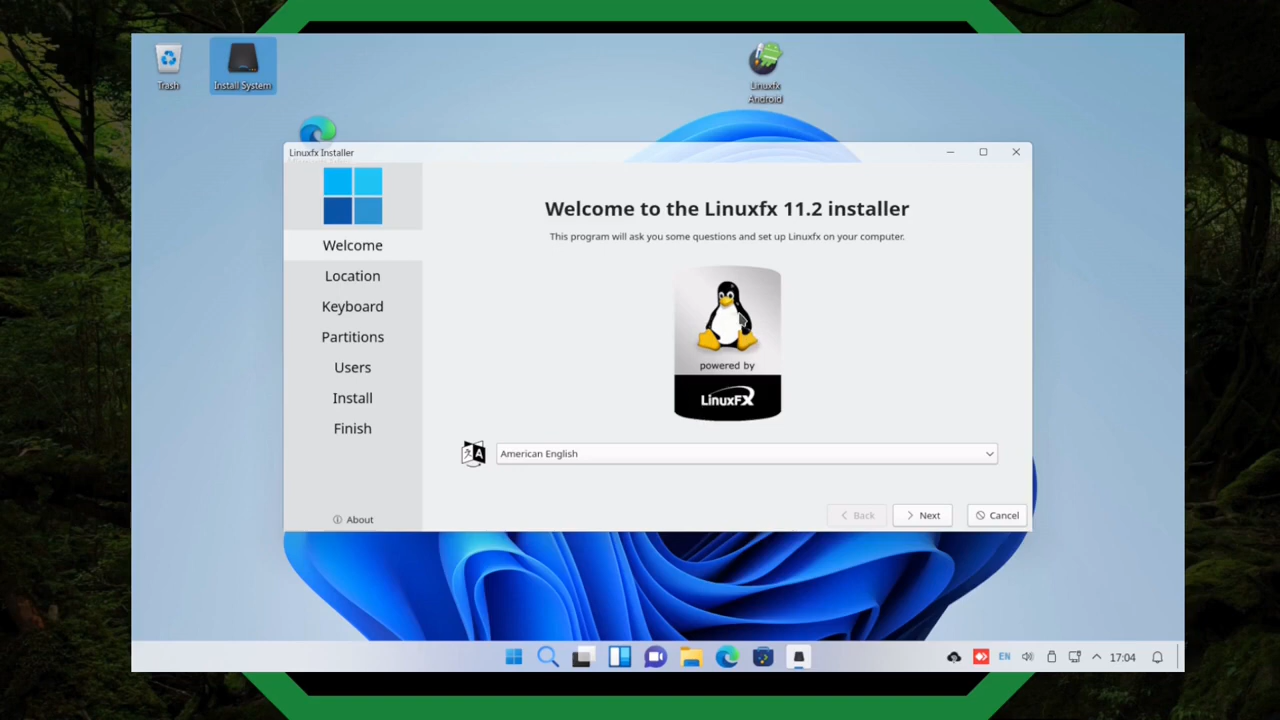 Trash
Install System
Linuxfx
Android
Linuxfx Installer
Welcome
Location
Keyboard
Partitions
Users
Install
Finish
About
Welcome to the Linuxfx 11.2 installer
This program will ask you some questions and set up Linuxfx on your computer.
powered by
LinuxFX
A
American English
Back
Next
Cancel
EN
17:04